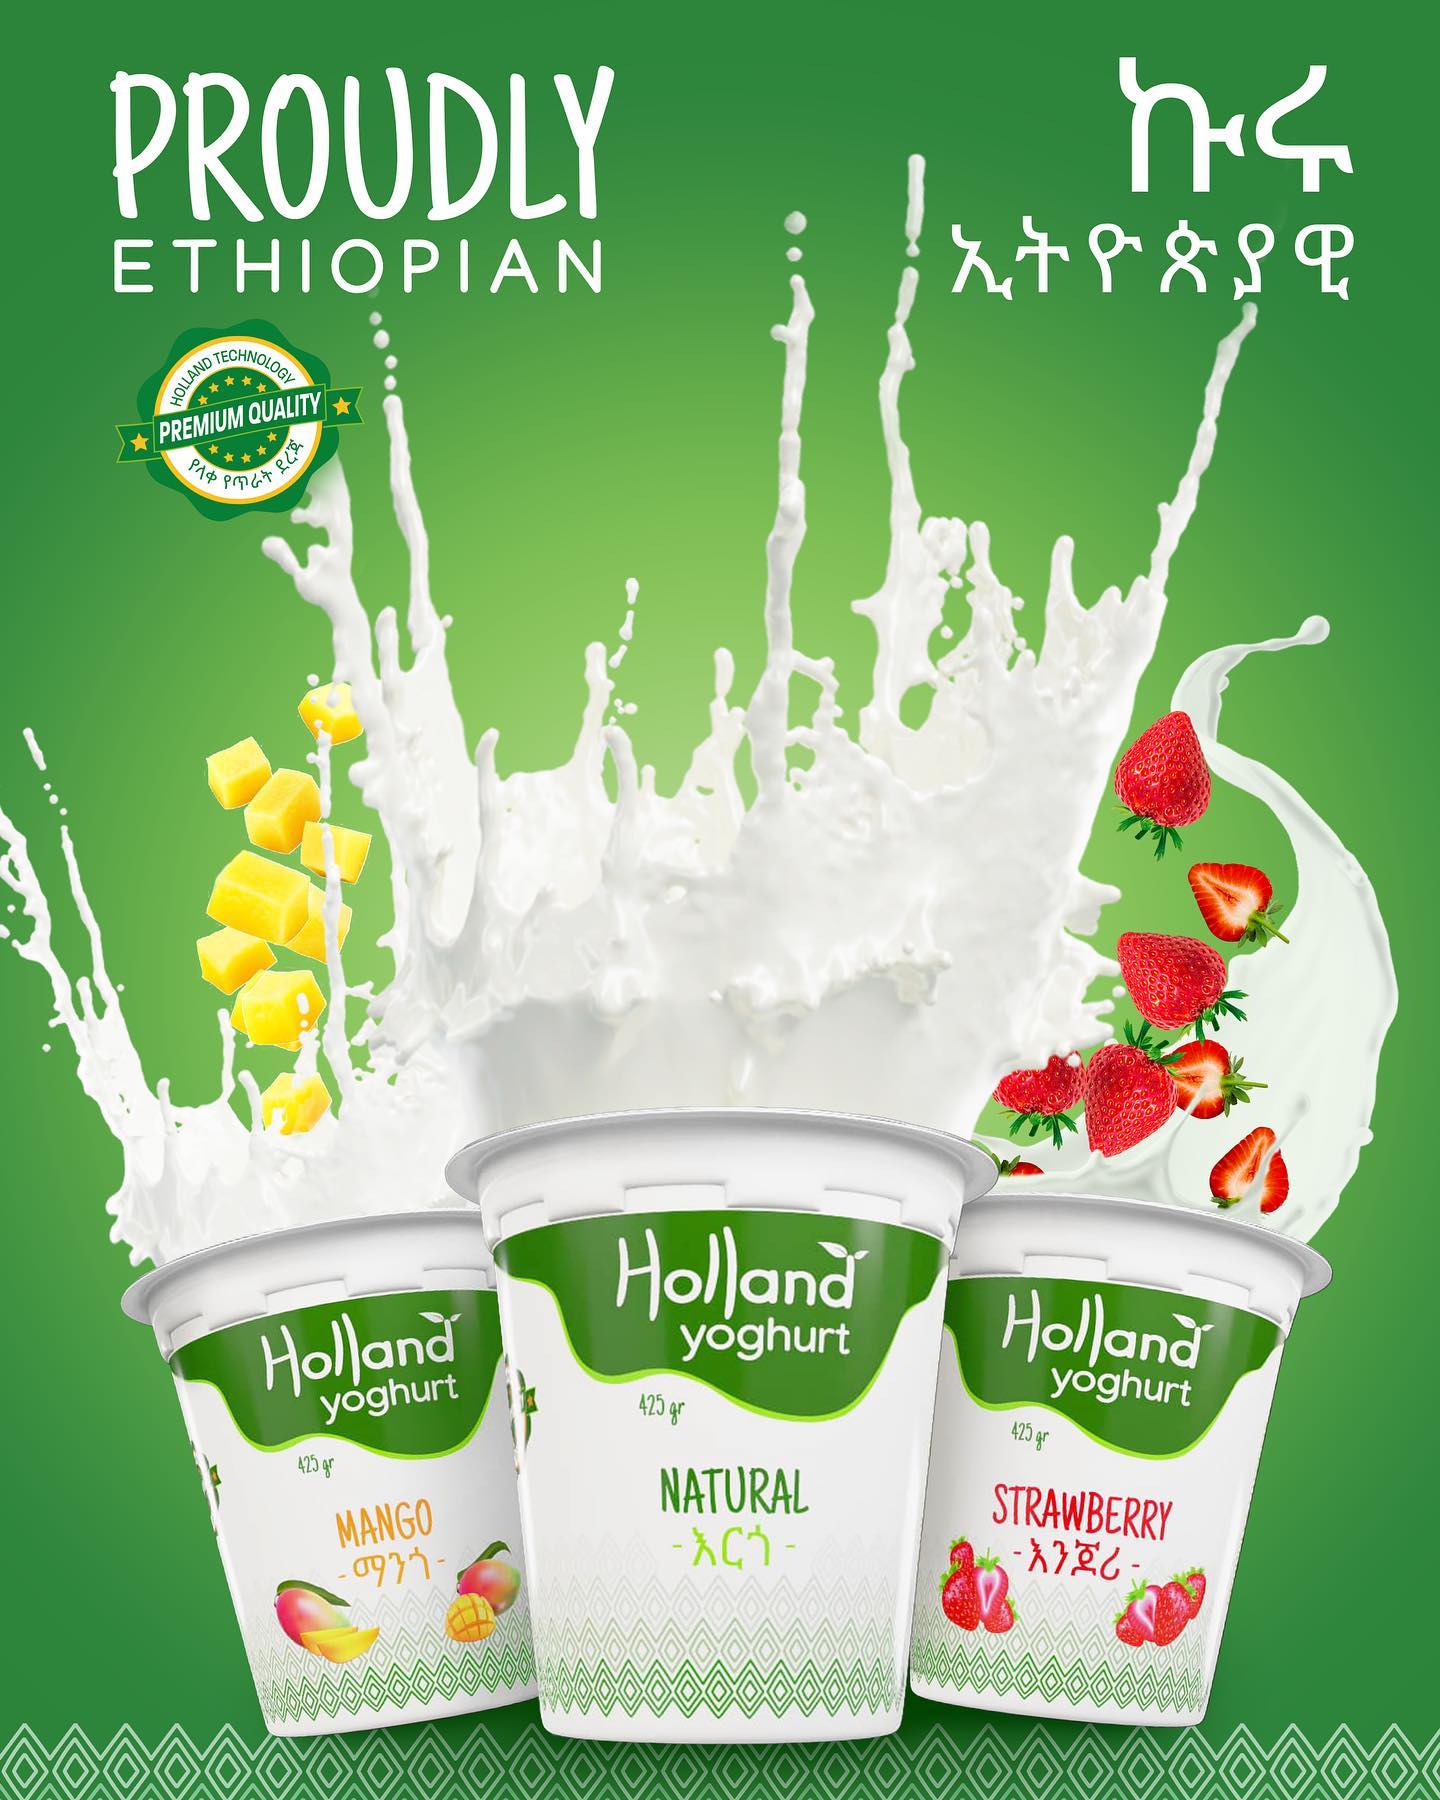 PROUDLY
ETHIOPIAN
ኩሩ
ኢትዮጵያዊ
HOLLAND TECHNOLOGY
PREMIUM QUALITY
የላቀ የጥራት ደረጃ
Holland
yoghurt
425 gr
MANGO
-ማንጎ-
Holland
yoghurt
425 gr
NATURAL
-እርጎ-
Holland
yoghurt
425 gr
STRAWBERRY
-እንጆሪ-